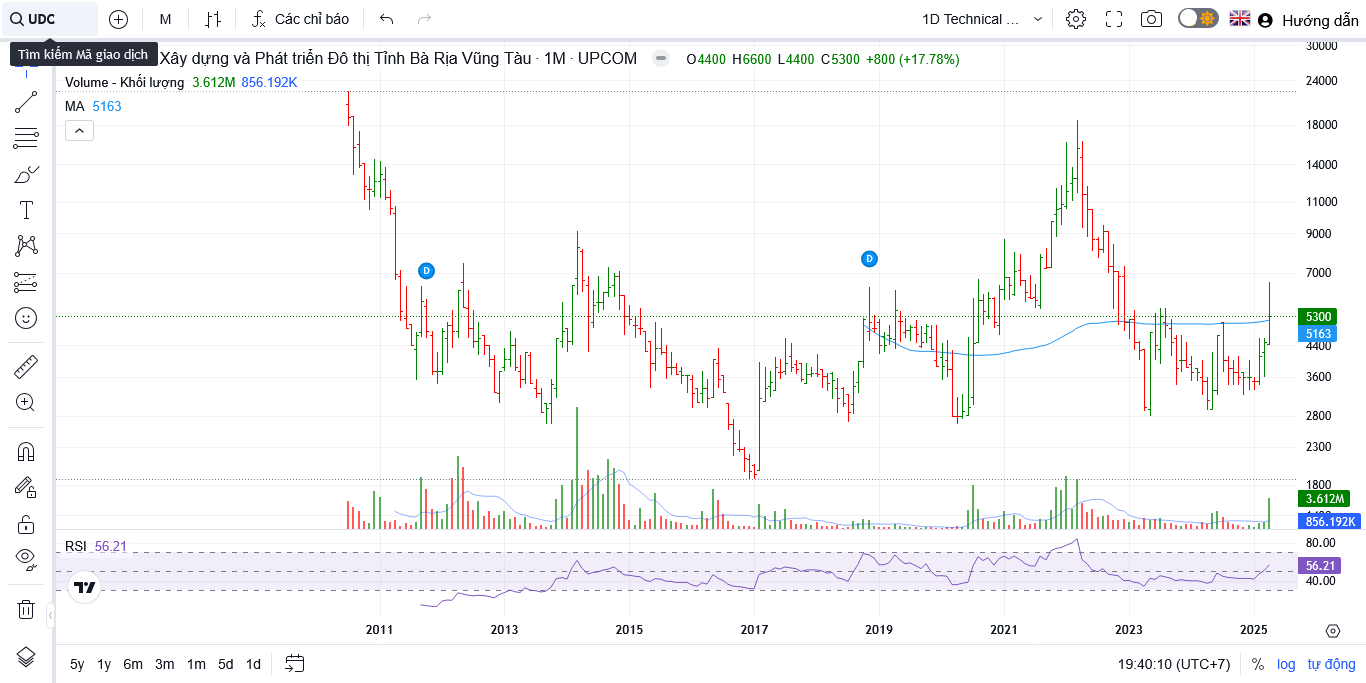 UDC M Các chỉ báo 1D Technical ... Hướng dẫn
Tìm kiếm Mã giao dịch
Xây dựng và Phát triển Đô thị Tỉnh Bà Rịa Vũng Tàu · 1M · UPCOM O4400 H6600 L4400 C5300 +800 (+17.78%)
Volume - Khối lượng 3.612M 856.192K
MA 5163
30000
24000
18000
14000
11000
9000
7000
D
D
5300
5163
4400
3600
2800
2300
1800
3.612M
856.192K
RSI 56.21
80.00
56.21
40.00
2011 2013 2015 2017 2019 2021 2023 2025
5y 1y 6m 3m 1m 5d 1d 19:40:10 (UTC+7) % log tự động